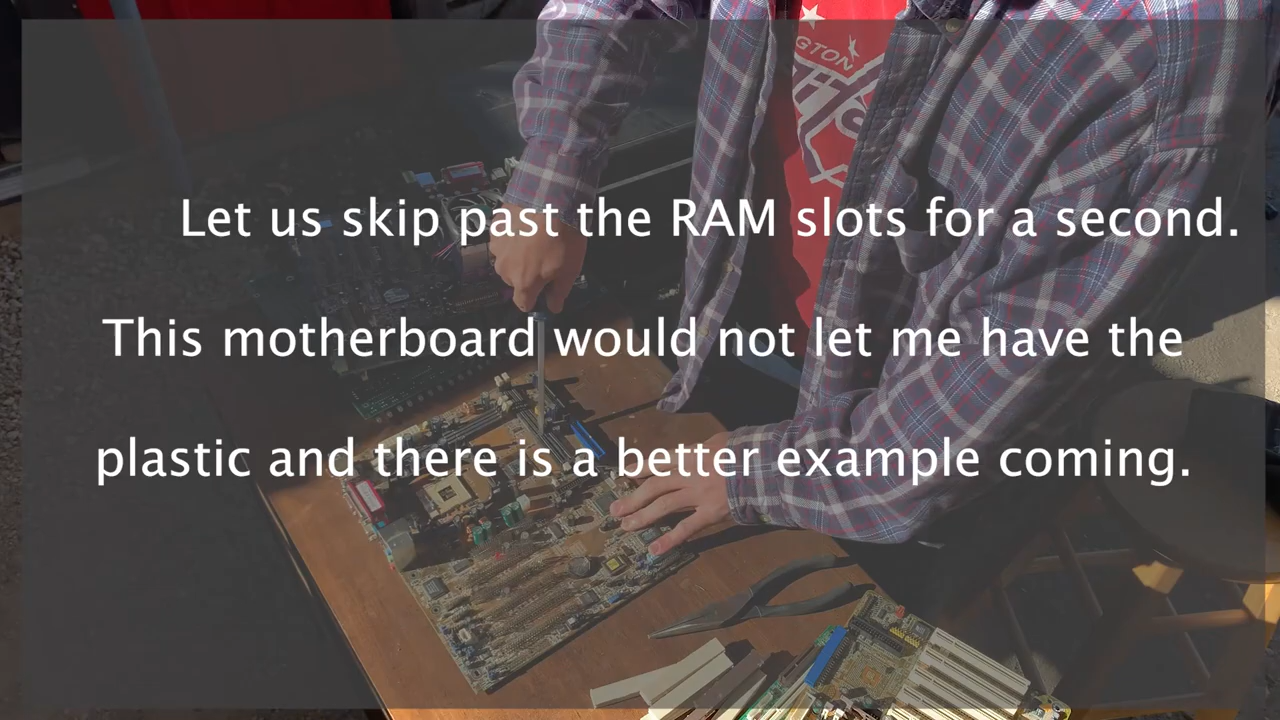 GTON
Let us skip past the RAM slots for a second.
This motherboard would not let me have the
plastic and there is a better example coming.